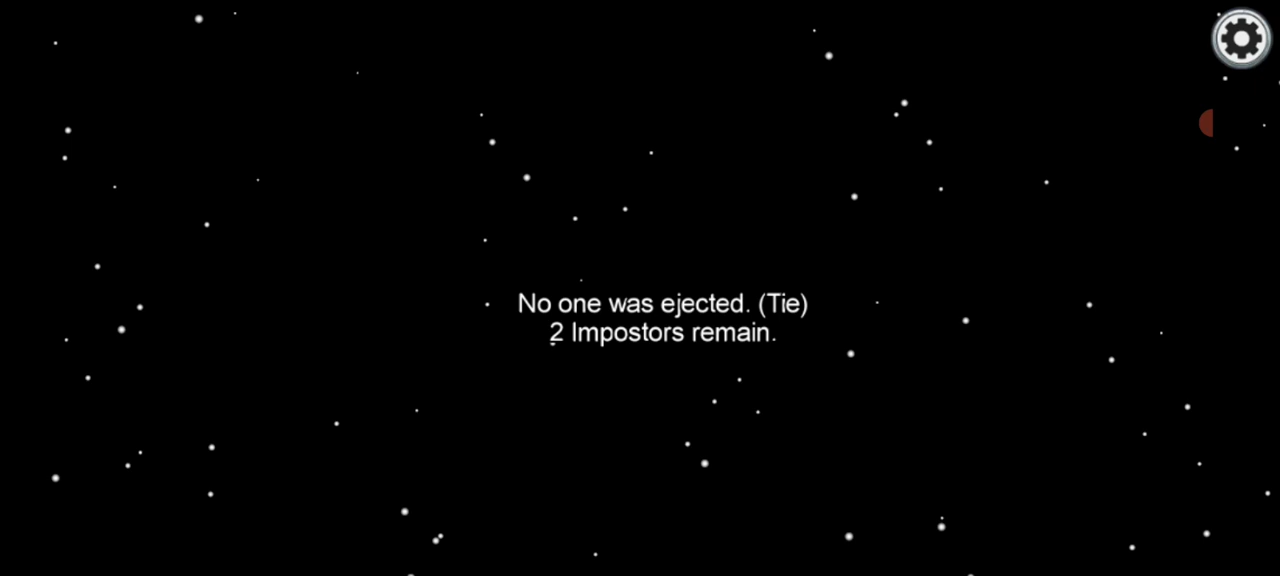 No one was ejected. (Tie)
2 Impostors remain.